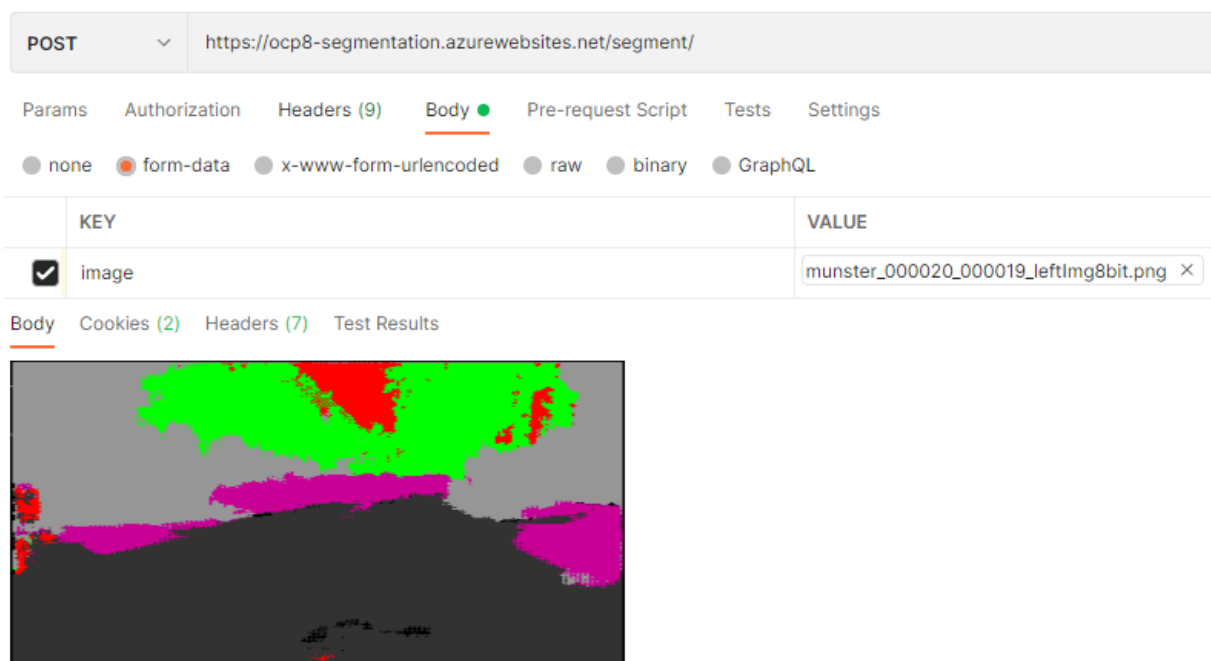 POST https://ocp8-segmentation.azurewebsites.net/segment/
Params Authorization Headers (9) Body Pre-request Script Tests Settings
none form-data x-www-form-urlencoded raw binary GraphQL
KEY VALUE
image munster_000020_000019_leftImg8bit.png
Body Cookies (2) Headers (7) Test Results